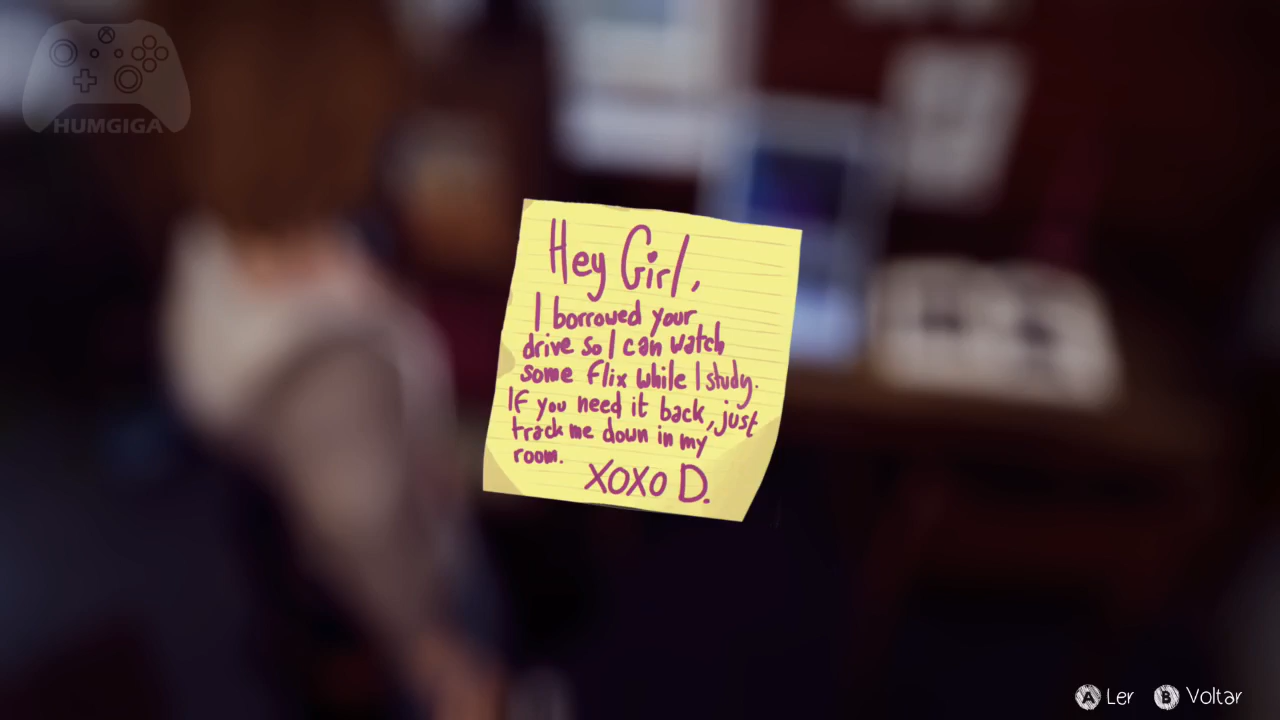 HUMGIGA
Hey Girl,
I borrowed your
drive so I can watch
some Flix while I study.
If you need it back, just
track me down in my
room.
XOXO D.
A Ler B Voltar